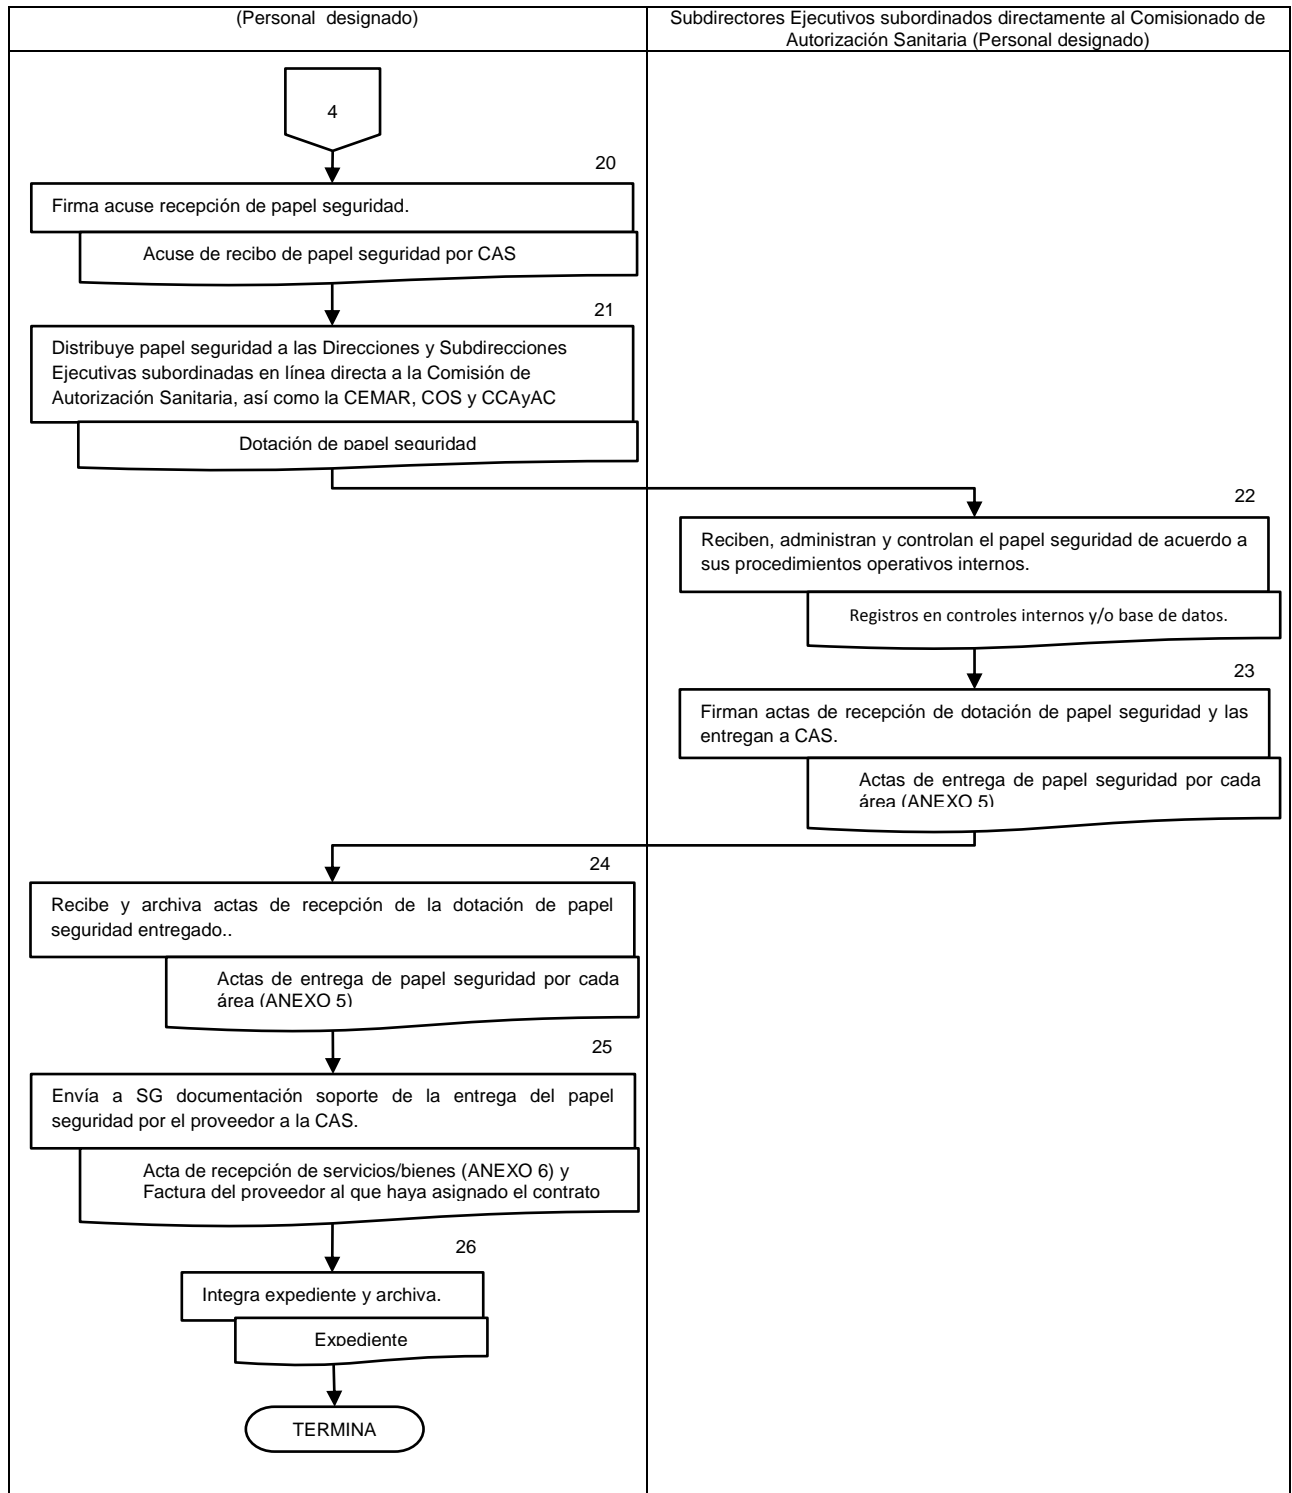 (Personal designado)
Subdirectores Ejecutivos subordinados directamente al Comisionado de
Autorización Sanitaria (Personal designado)
4
20
Firma acuse recepción de papel seguridad.
Acuse de recibo de papel seguridad por CAS
21
Distribuye papel seguridad a las Direcciones y Subdirecciones
Ejecutivas subordinadas en línea directa a la Comisión de
Autorización Sanitaria, así como la CEMAR, COS y CCAyAC
Dotación de papel seguridad
22
Reciben, administran y controlan el papel seguridad de acuerdo a
sus procedimientos operativos internos.
Registros en controles internos y/o base de datos.
23
Firman actas de recepción de dotación de papel seguridad y las
entregan a CAS.
Actas de entrega de papel seguridad por cada
área (ANEXO 5)
24
Recibe y archiva actas de recepción de la dotación de papel
seguridad entregado..
Actas de entrega de papel seguridad por cada
área (ANEXO 5)
25
Envía a SG documentación soporte de la entrega del papel
seguridad por el proveedor a la CAS.
Acta de recepción de servicios/bienes (ANEXO 6) y
Factura del proveedor al que haya asignado el contrato
26
Integra expediente y archiva.
Expediente
TERMINA